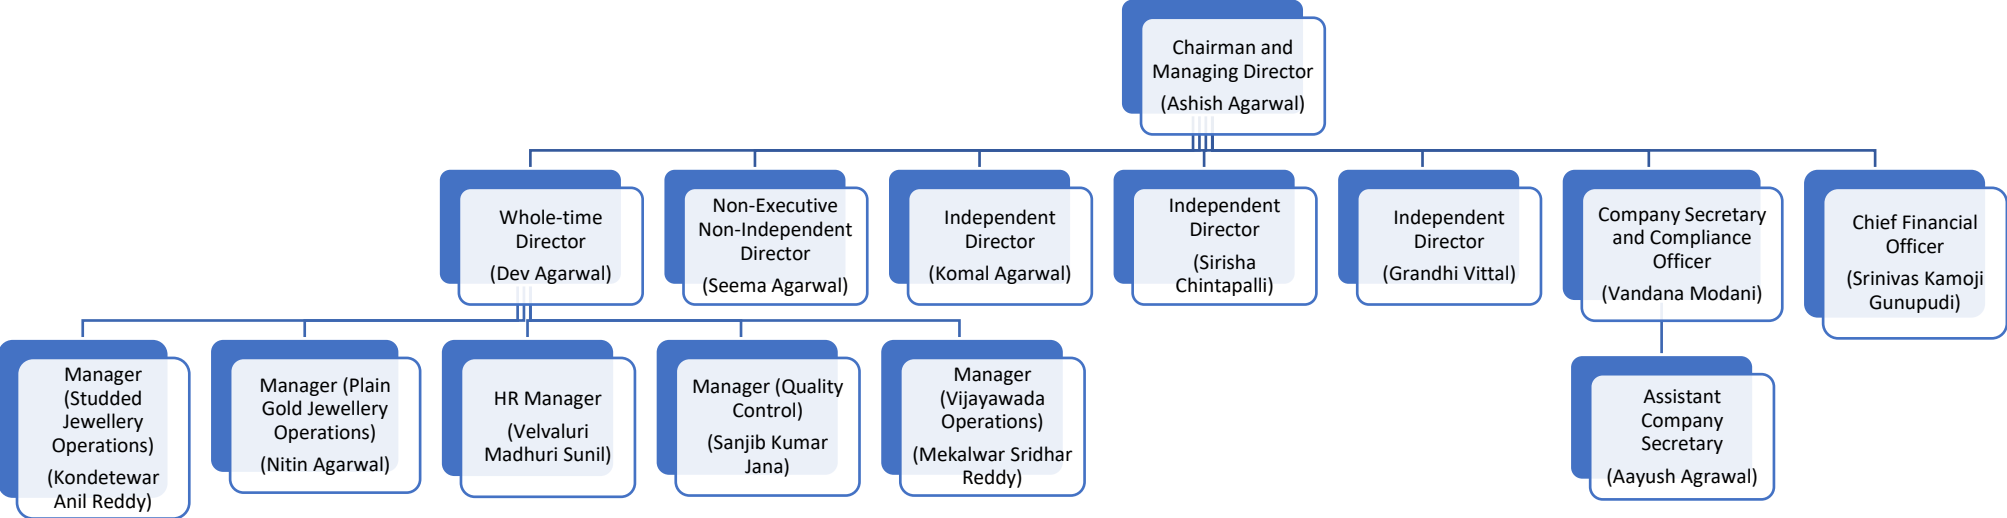 Chairman and
Managing Director
(Ashish Agarwal)
Whole-time
Director
(Dev Agarwal)
Non-Executive
Non-Independent
Director
(Seema Agarwal)
Independent
Director
(Komal Agarwal)
Independent
Director
(Sirisha
Chintapalli)
Independent
Director
(Grandhi Vittal)
Company Secretary
and Compliance
Officer
(Vandana Modani)
Chief Financial
Officer
(Srinivas Kamoji
Gunupudi)
Manager
(Studded
Jewellery
Operations)
(Kondetewar
Anil Reddy)
Manager (Plain
Gold Jewellery
Operations)
(Nitin Agarwal)
HR Manager
(Velvaluri
Madhuri Sunil)
Manager (Quality
Control)
(Sanjib Kumar
Jana)
Manager
(Vijayawada
Operations)
(Mekalwar Sridhar
Reddy)
Assistant
Company
Secretary
(Aayush Agrawal)